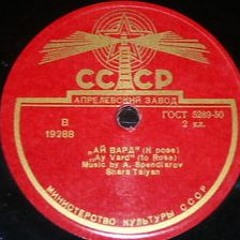 СССР
АПРЕЛЕВСКИЙ ЗАВОД
В
19288
ГОСТ 5289-50
2 кл.
„АЙ ВАРД" (К розе)
„Ay Vard" (to Rose)
Music by A. Spendiarov
Shara Talyan
МИНИСТЕРСТВО КУЛЬТУРЫ СССР